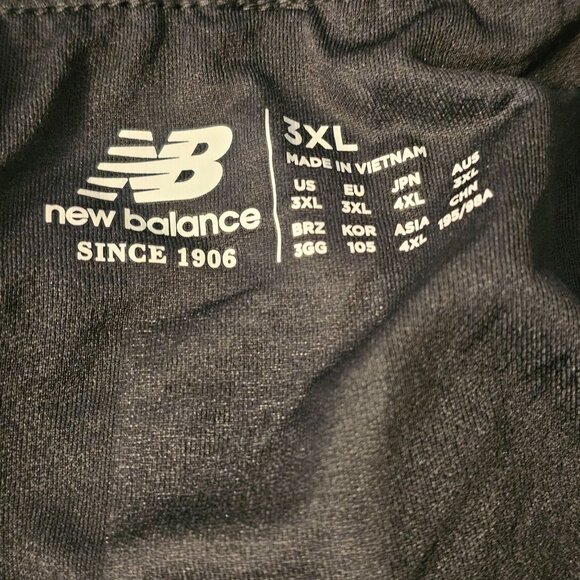 NB
new balance
SINCE 1906
3XL
MADE IN VIETNAM
US EU JPN AUS
3XL 3XL 4XL 3XL
BRZ KOR ASIA CHN
3GG 105 4XL 195/98A